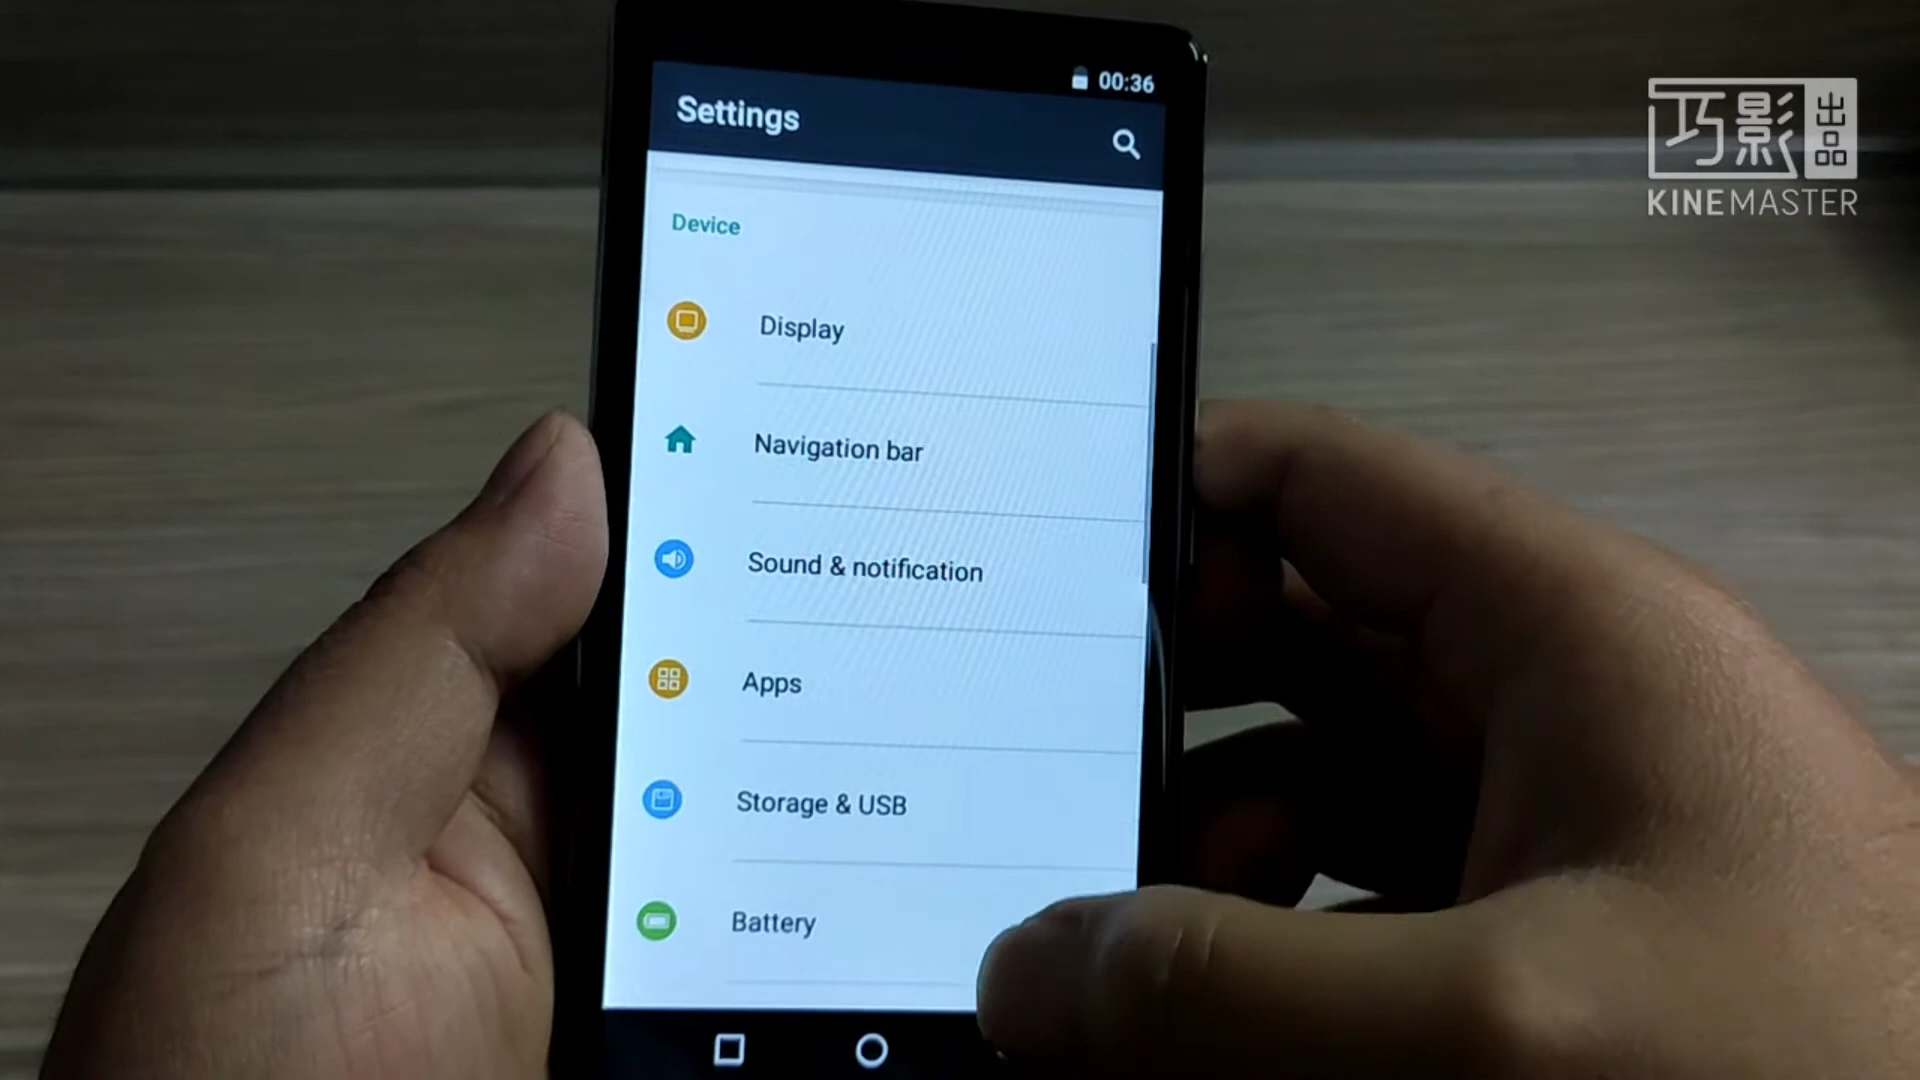 00:36
Settings
Device
Display
Navigation bar
Sound & notification
Apps
Storage & USB
Battery
巧影 出品
KINEMASTER